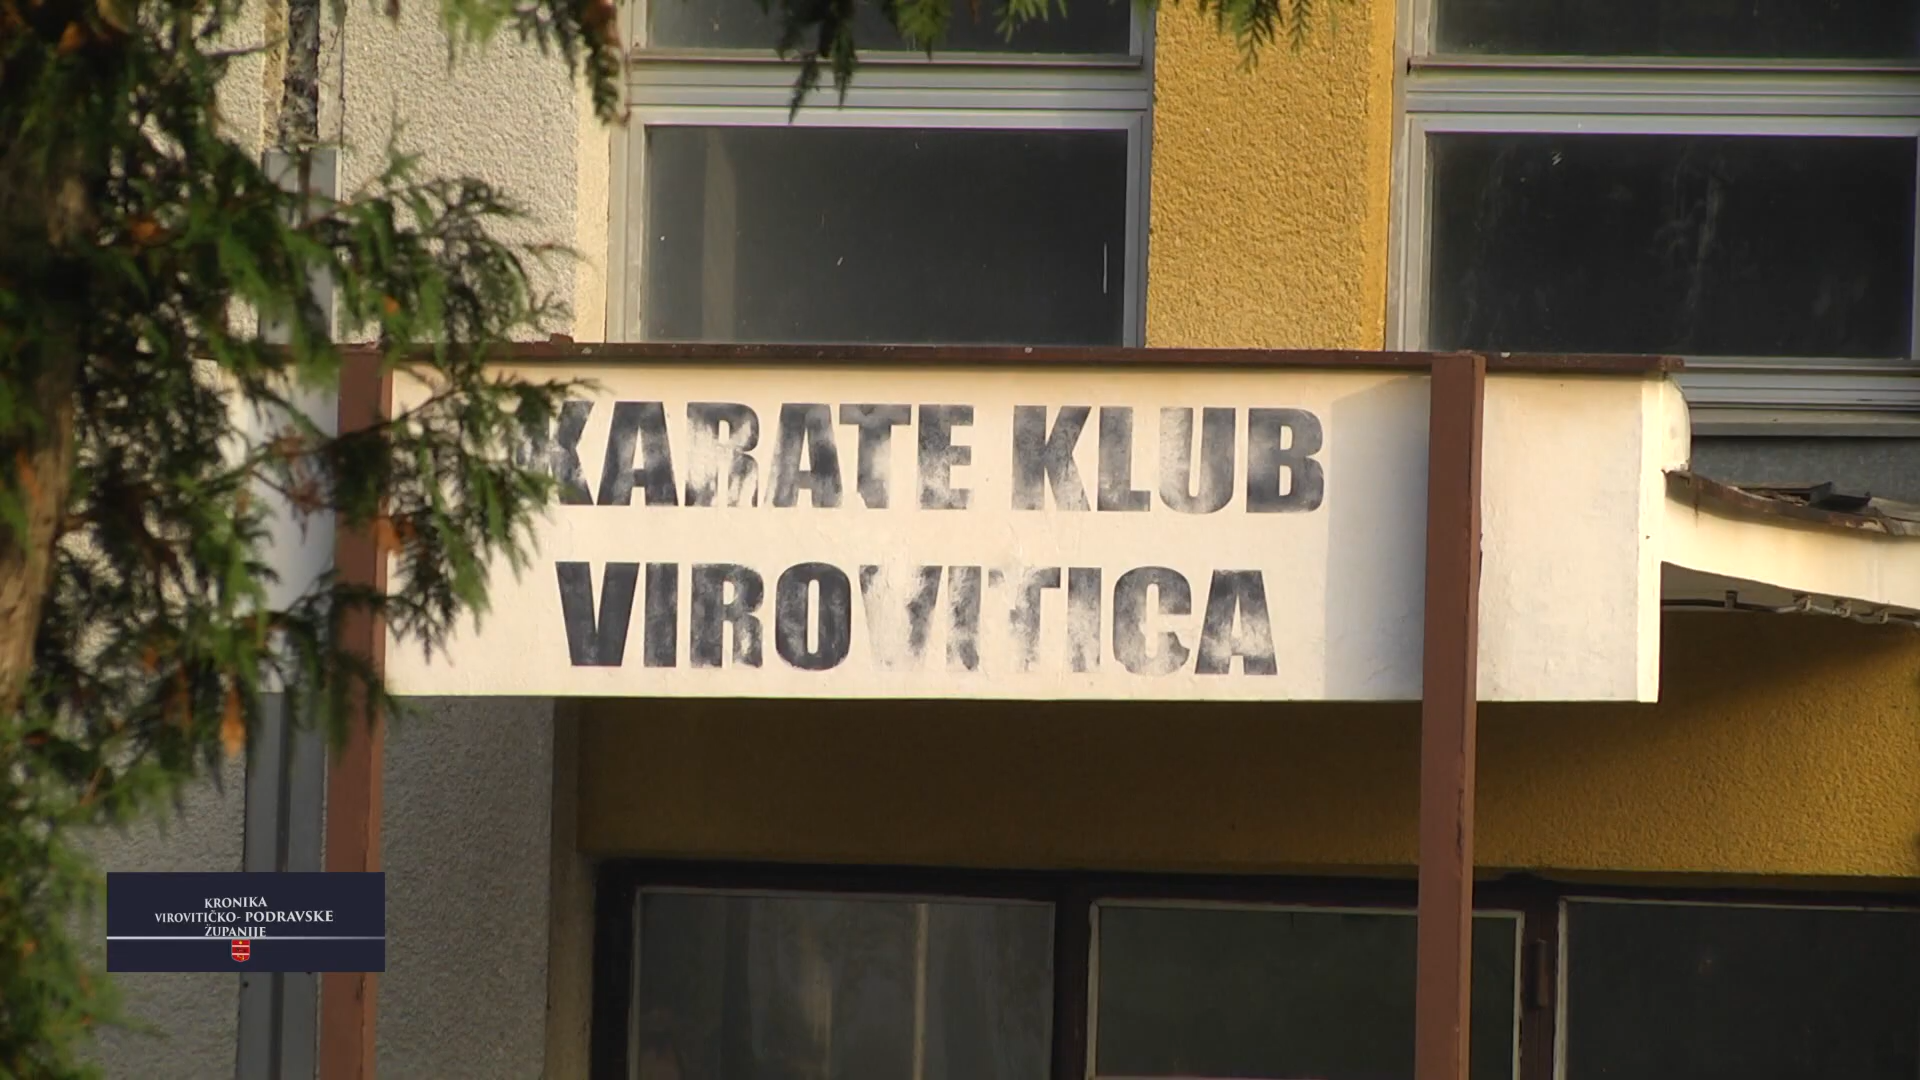 KARATE KLUB
VIROVITICA
KRONIKA
VIROVITIČKO- PODRAVSKE
ŽUPANIJE